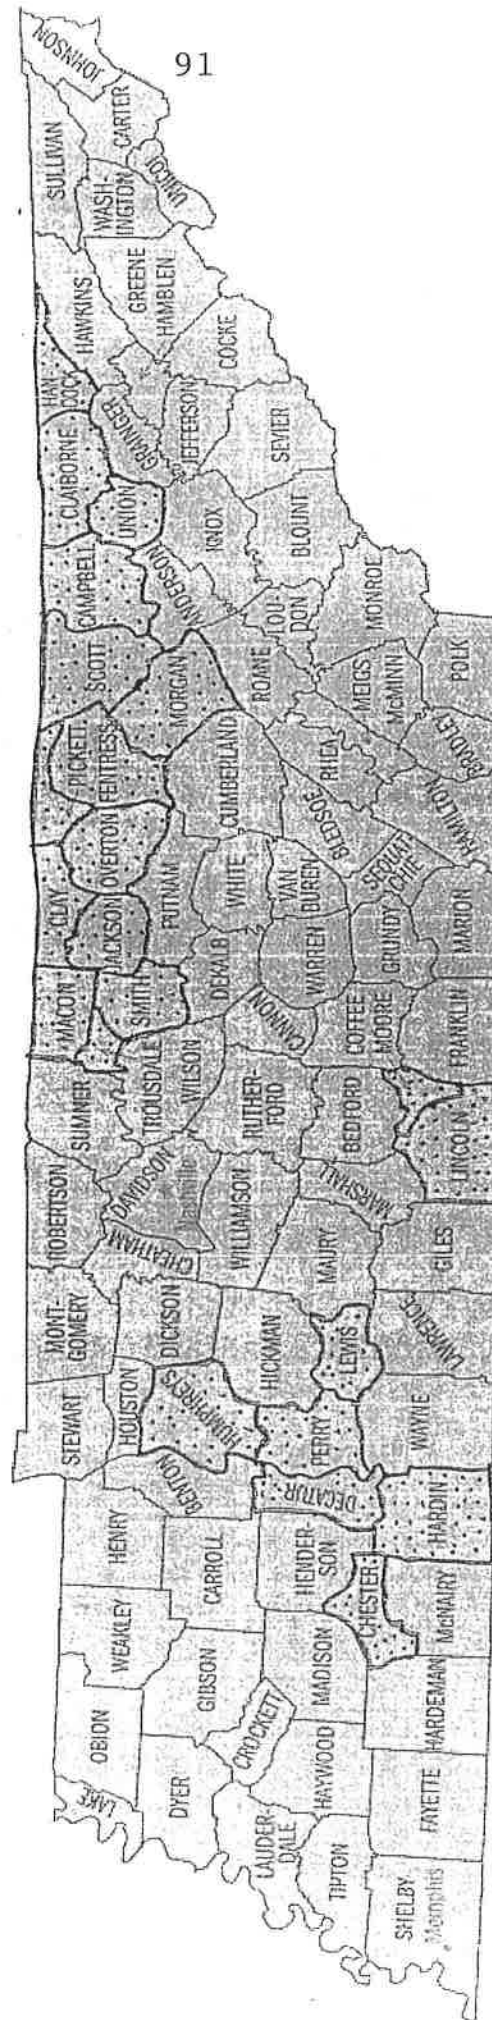 91
JOHNSON
SULLIVAN
CARTER
UNICOI
WASH-
INGTON
GREENE
HAWKINS
HAMBLEN
COCKE
HAN
COCK
GRAINGER
JEFFERSON
SEVIER
CLAIBORNE
UNION
KNOX
BLOUNT
CAMPBELL
ANDERSON
LOU-
DON
MONROE
SCOTT
MORGAN
ROANE
MEIGS
McMINN
POLK
BRADLEY
PICKETT
FENTRESS
CUMBERLAND
RHEA
HAMILTON
OVERTON
BLEDSOE
SEQUAT
CHIE
CLAY
JACKSON
PUTNAM
WHITE
VAN
BUREN
GRUNDY
MARION
MACON
SMITH
DEKALB
WARREN
CANNON
COFFEE
MOORE
FRANKLIN
SUMNER
TROUSDALE
WILSON
RUTHER-
FORD
BEDFORD
LINCOLN
ROBERTSON
DAVIDSON
Nashville
CHEATHAM
WILLIAMSON
MARSHALL
MAURY
GILES
MONT-
GOMERY
DICKSON
HICKMAN
LEWIS
LAWRENCE
STEWART
HOUSTON
HUMPHREYS
PERRY
WAYNE
HENRY
BENTON
DECATUR
HARDIN
CARROLL
HENDER-
SON
CHESTER
McNAIRY
WEAKLEY
GIBSON
MADISON
HARDEMAN
OBION
CROCKETT
HAYWOOD
FAYETTE
LAKE
DYER
LAUDER-
DALE
TIPTON
SHELBY
Memphis